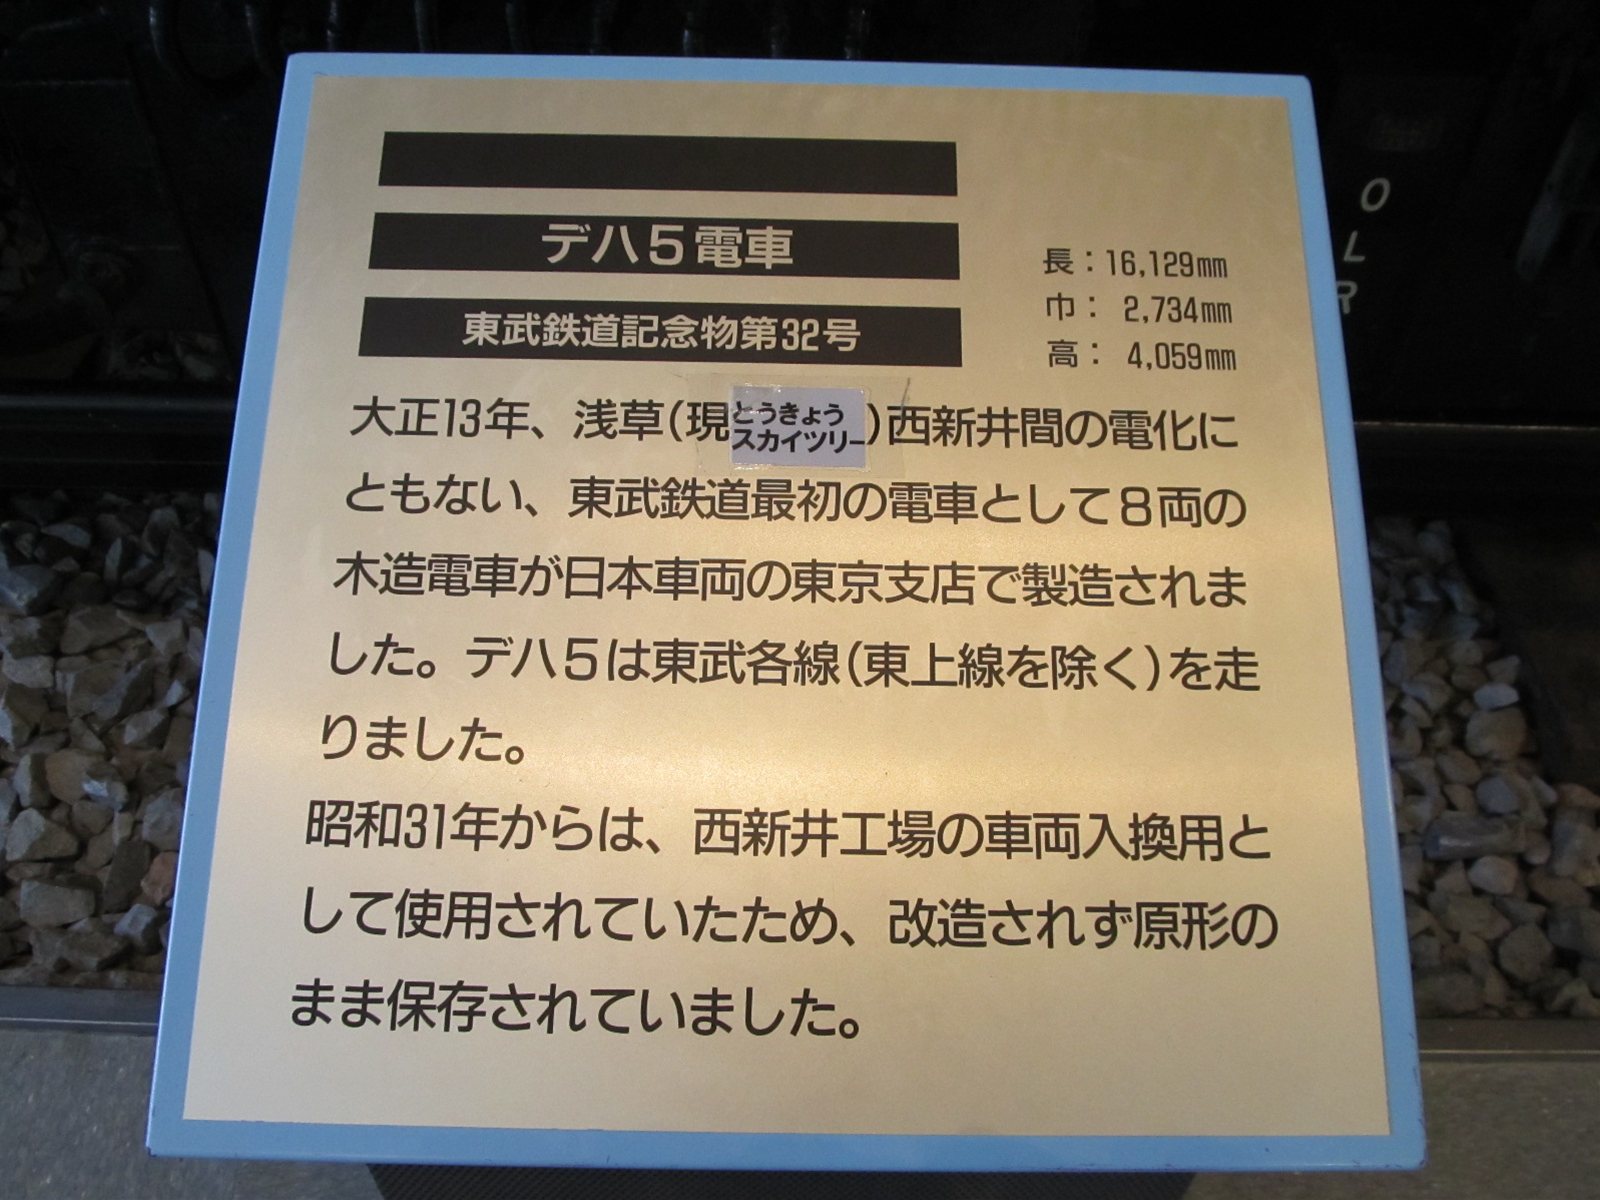 デハ5電車
東武鉄道記念物第32号
長：16,129㎜
巾： 2,734㎜
高： 4,059㎜
大正13年、浅草(現とうきょうスカイツリー)西新井間の電化に
ともない、東武鉄道最初の電車として8両の
木造電車が日本車両の東京支店で製造されま
した。デハ5は東武各線(東上線を除く)を走
りました。
昭和31年からは、西新井工場の車両入換用と
して使用されていたため、改造されず原形の
まま保存されていました。
O
L
R